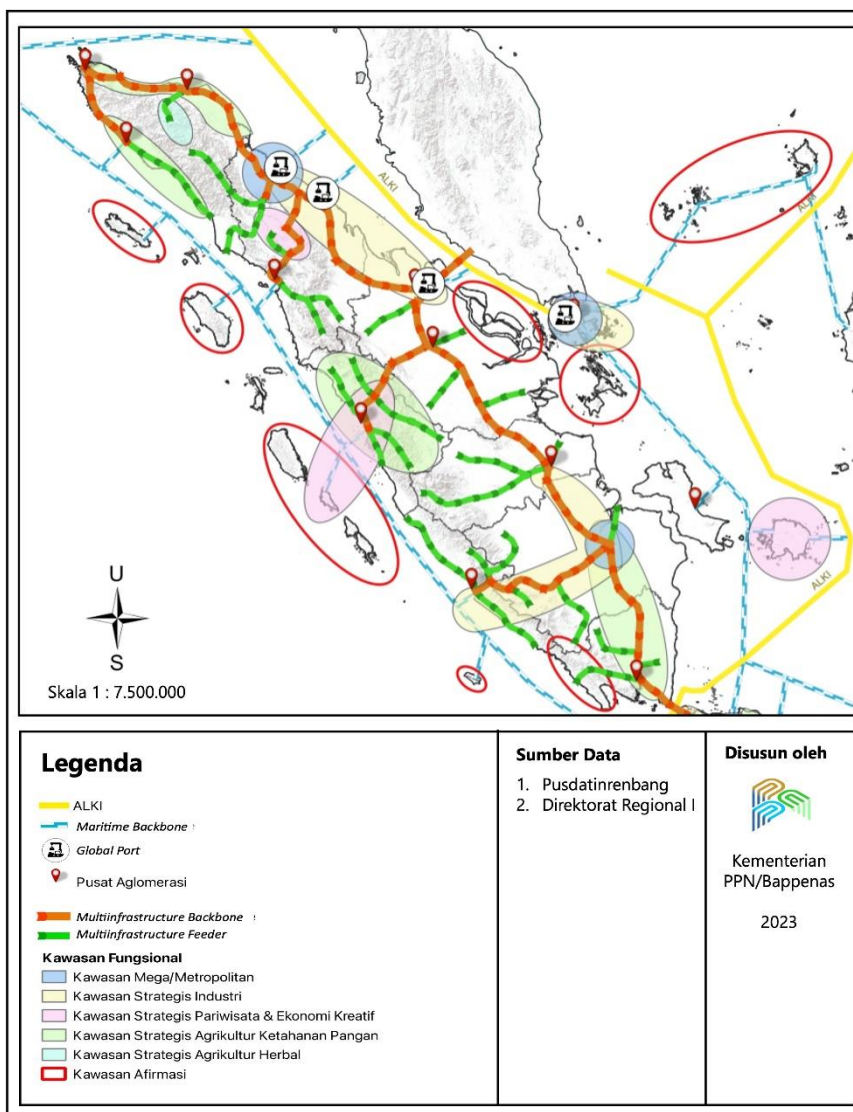 ALKI
ALKI
ALKI
U
S
Skala 1 : 7.500.000
Legenda
ALKI
Maritime Backbone
Global Port
Pusat Aglomerasi
Multiinfrastructure Backbone
Multiinfrastructure Feeder
Kawasan Fungsional
Kawasan Mega/Metropolitan
Kawasan Strategis Industri
Kawasan Strategis Pariwisata & Ekonomi Kreatif
Kawasan Strategis Agrikultur Ketahanan Pangan
Kawasan Strategis Agrikultur Herbal
Kawasan Afirmasi
Sumber Data
1. Pusdatinrenbang
2. Direktorat Regional I
Disusun oleh
Kementerian
PPN/Bappenas
2023